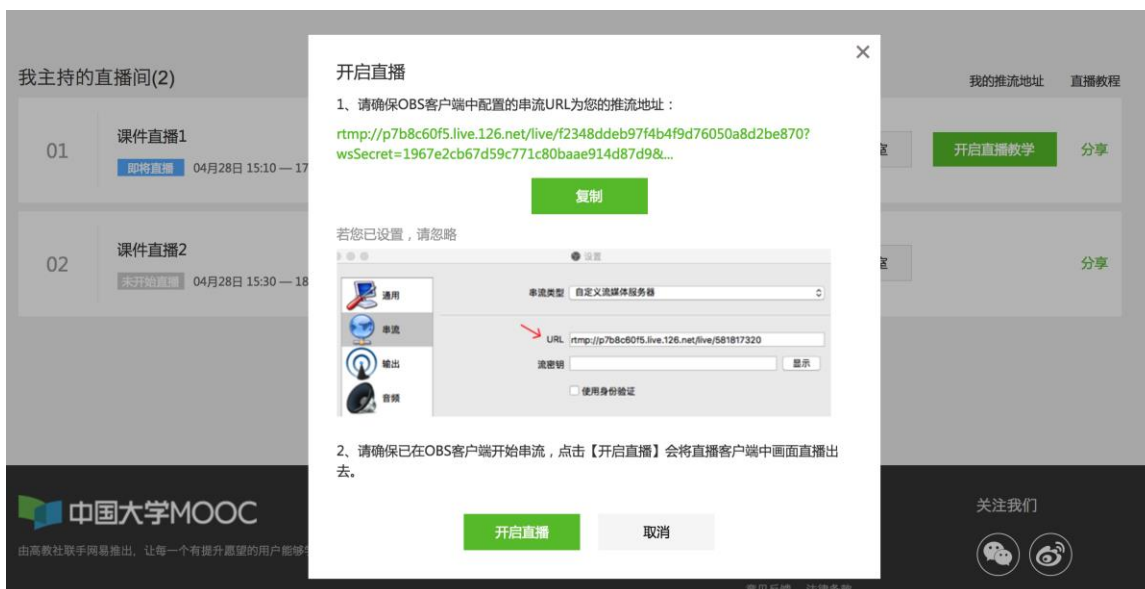 开启直播
我主持的直播间(2)
我的推流地址
直播教程
1、请确保OBS客户端中配置的串流URL为您的推流地址：
rtmp://p7b8c60f5.live.126.net/live/f2348ddeb97f4b4f9d76050a8d2be870?
wsSecret=1967e2cb67d59c771c80baae914d87d9&...
01
课件直播1
即将直播 04月28日 15:10 — 17
开启直播教学
分享
复制
若您已设置，请忽略
02
课件直播2
未开始直播 04月28日 15:30 — 18
分享
设置
通用
串流
输出
音频
串流类型 自定义流媒体服务器
URL rtmp://p7b8c60f5.live.126.net/live/581817320
流密钥
显示
使用身份验证
2、请确保已在OBS客户端开始串流，点击【开启直播】会将直播客户端中画面直播出
去。
开启直播
取消
中国大学MOOC
由高教社联手网易推出，让每一个有提升愿望的用户能够
关注我们